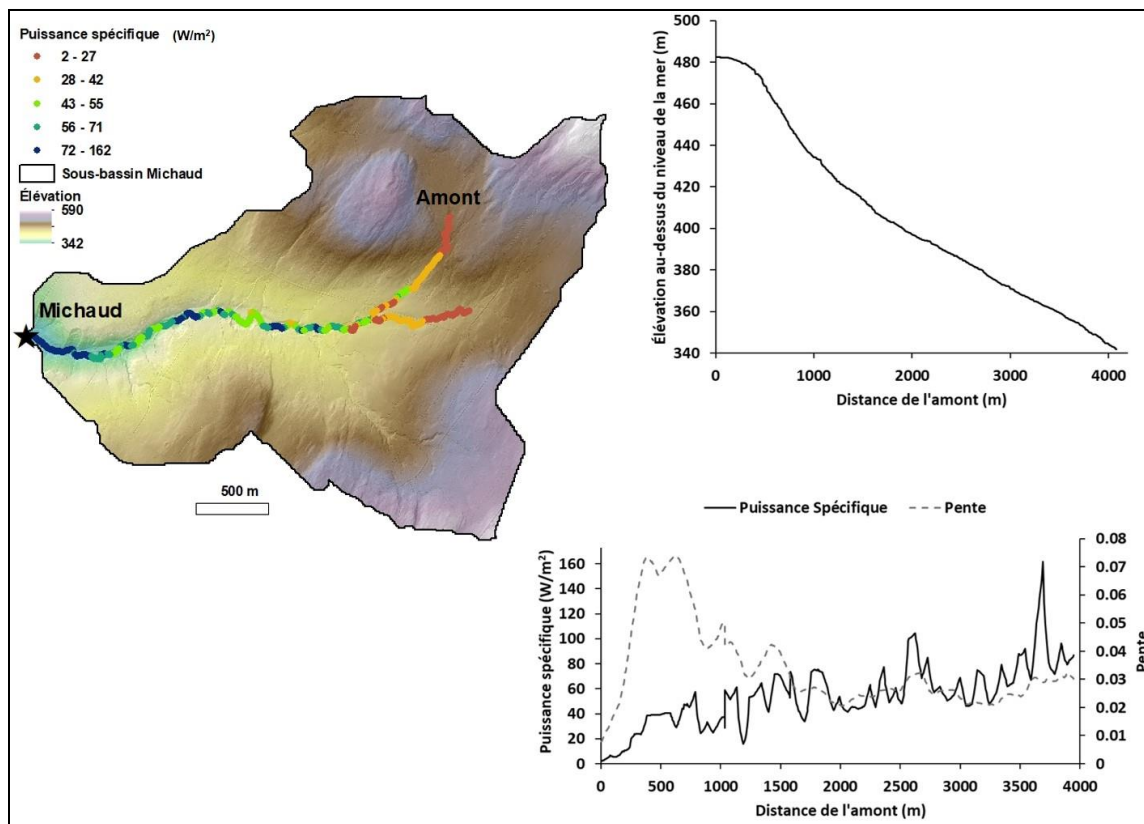 Puissance spécifique (W/m²)
2 - 27
28 - 42
43 - 55
56 - 71
72 - 162
Sous-bassin Michaud
Élévation
590
342
Amont
Michaud
500 m
Élévation au-dessus du niveau de la mer (m)
500
480
460
440
420
400
380
360
340
0 1000 2000 3000 4000
Distance de l'amont (m)
Puissance Spécifique Pente
Puissance spécifique (W/m²)
160
140
120
100
80
60
40
20
0
0.08
0.07
0.06
0.05
0.04
0.03
0.02
0.01
0
Pente
0 500 1000 1500 2000 2500 3000 3500 4000
Distance de l'amont (m)